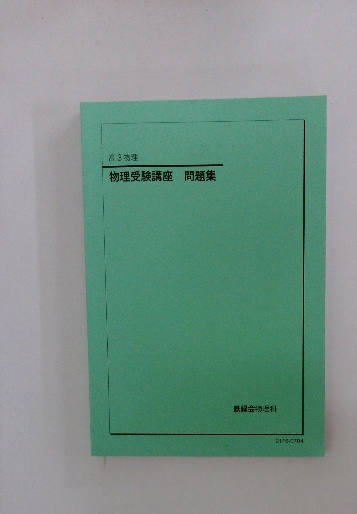 高3物理
物理受験講座 問題集
鉄緑会物理科